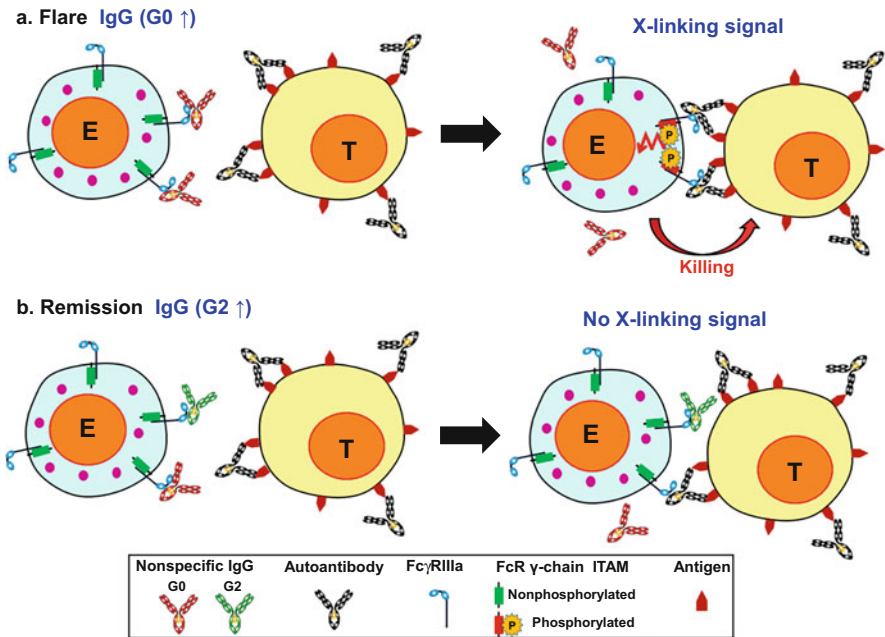 a. Flare IgG (G0 ↑)
X-linking signal
E
T
E
P
P
T
Killing
b. Remission IgG (G2 ↑)
No X-linking signal
E
T
E
T
Nonspecific IgG Autoantibody FcγRIIIa FcR γ-chain ITAM Antigen
G0 G2
Nonphosphorylated
P Phosphorylated